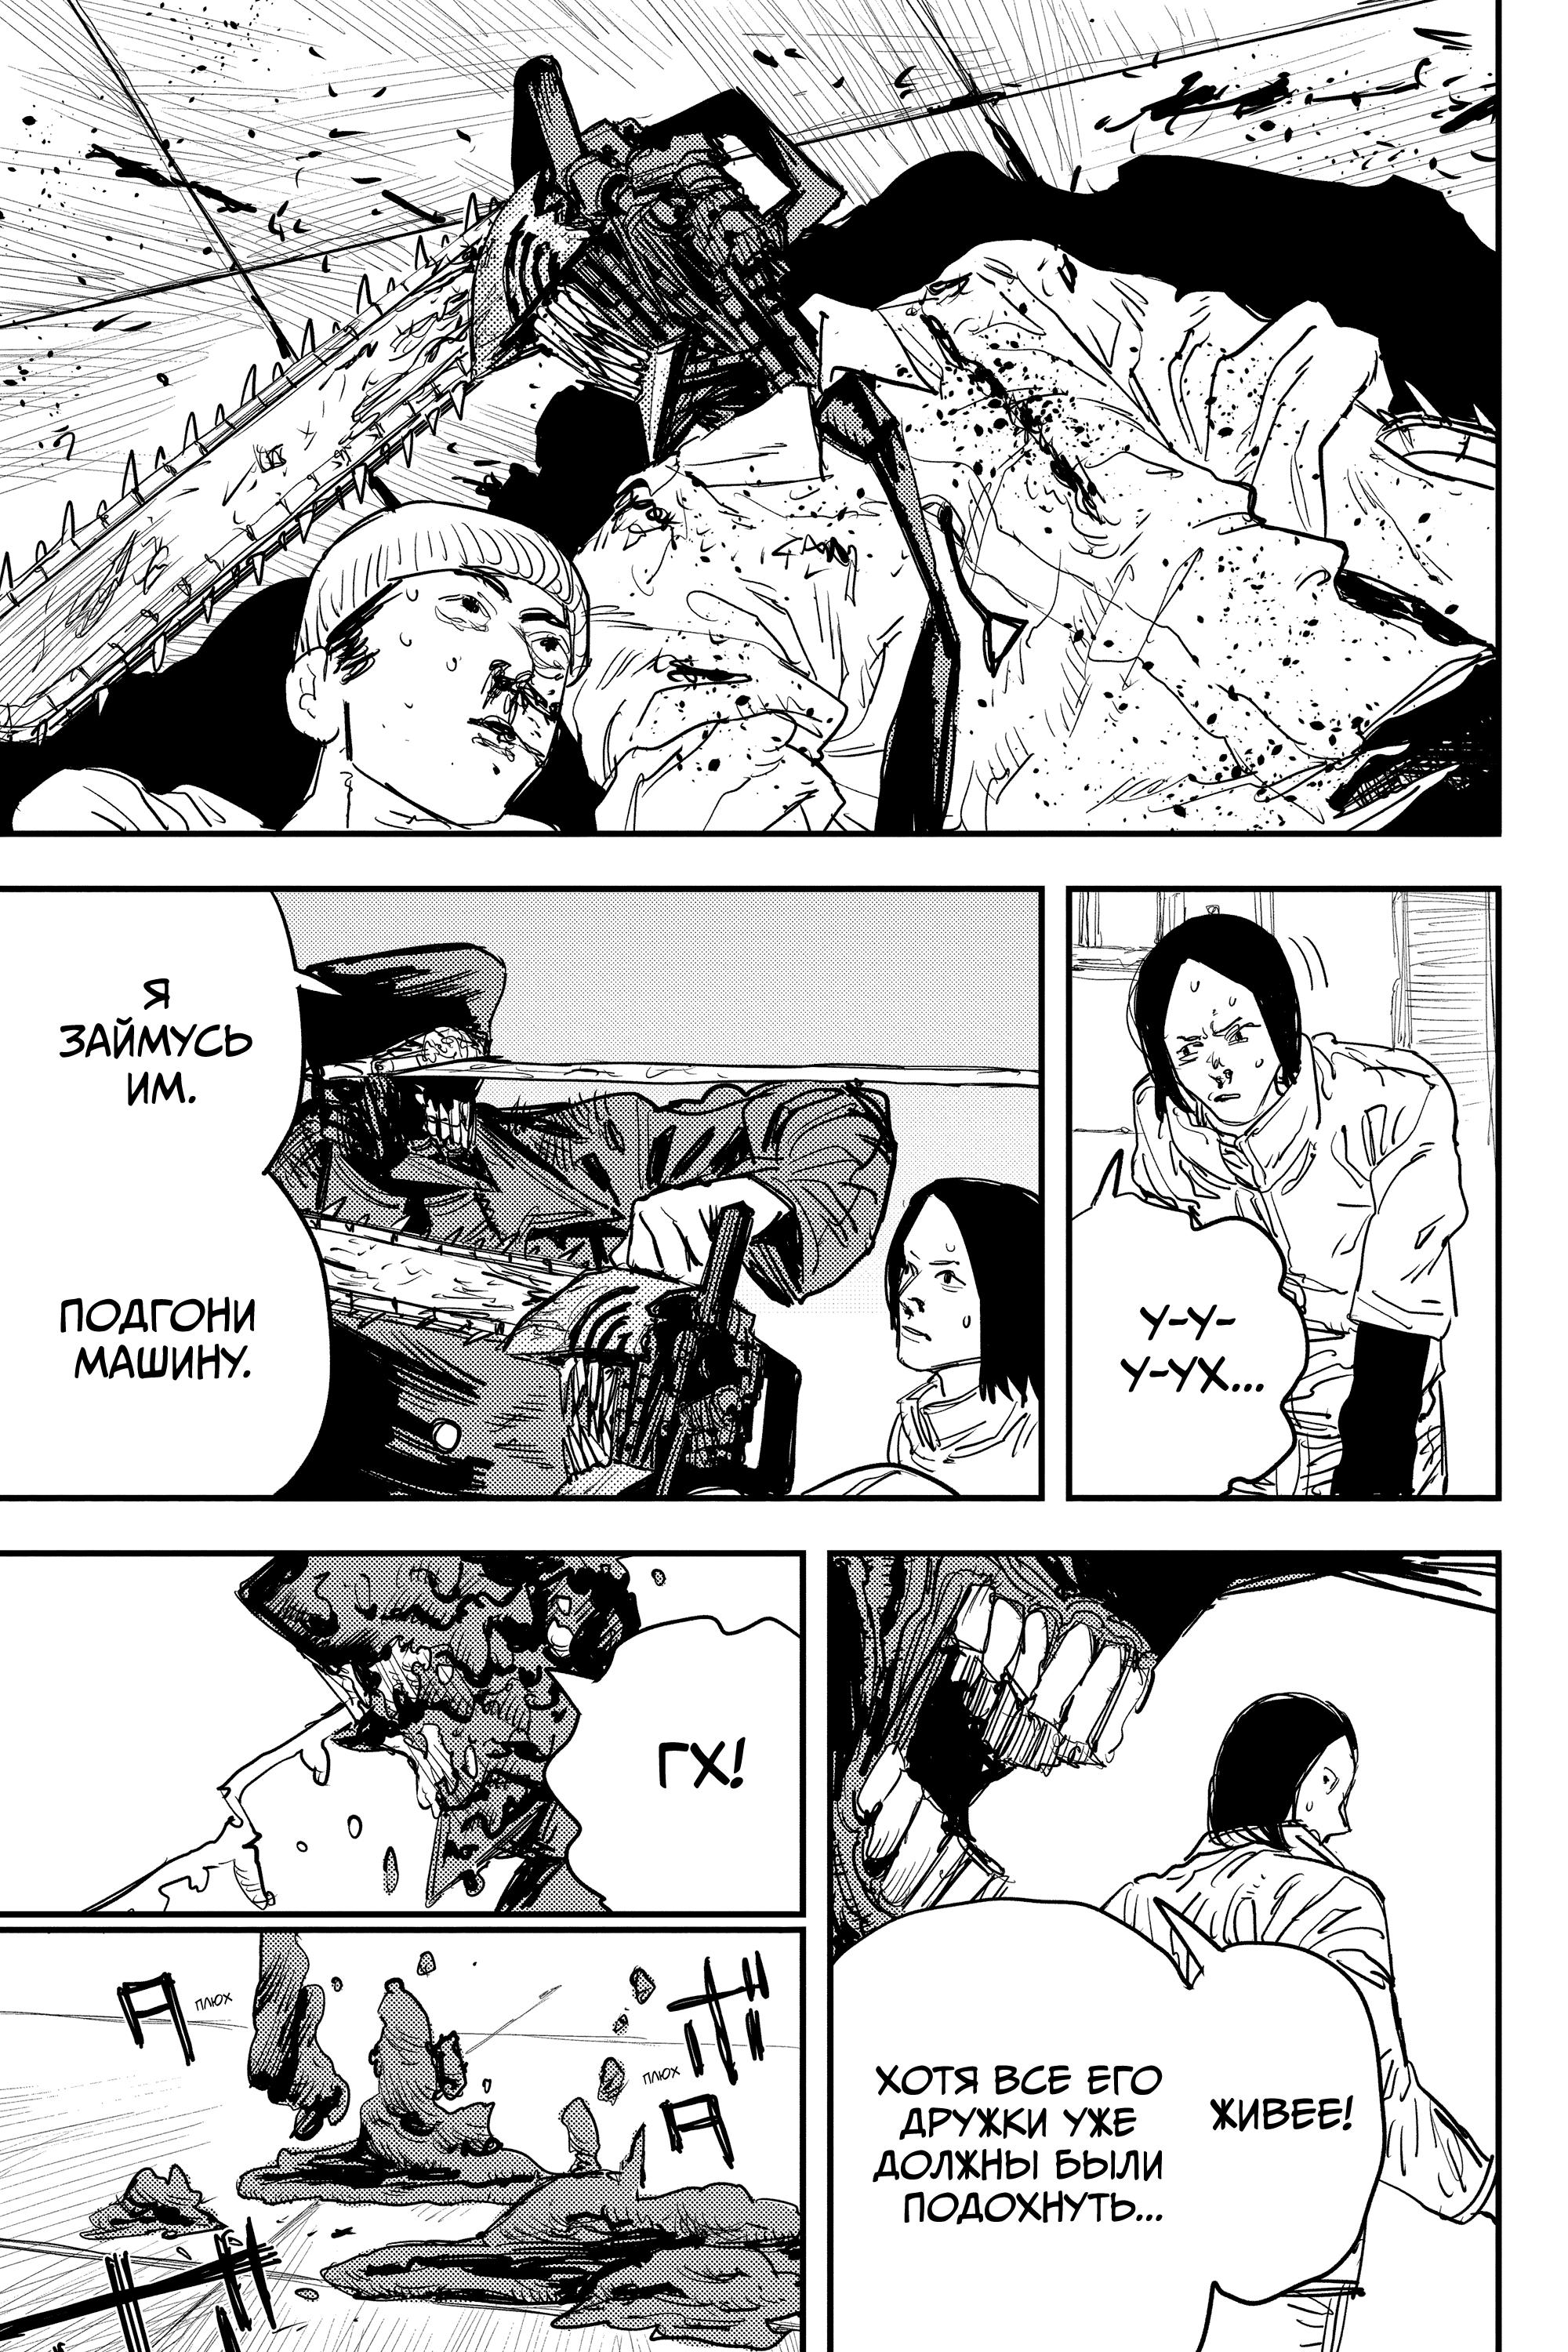 У-У-
У-УХ...
Я
ЗАЙМУСЬ
ИМ.
ПОДГОНИ
МАШИНУ.
ЖИВЕЕ!
ХОТЯ ВСЕ ЕГО
ДРУЖКИ УЖЕ
ДОЛЖНЫ БЫЛИ
ПОДОХНУТЬ...
ГХ!
ПЛЮХ
ПЛЮХ